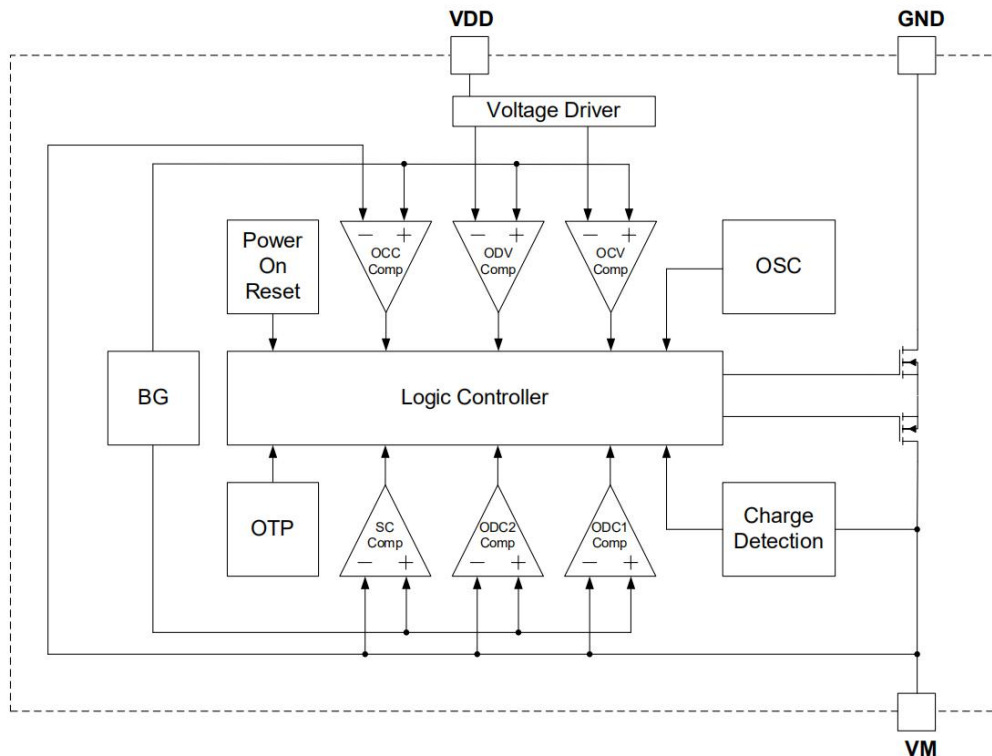 VDD
GND
Voltage Driver
Power
On
Reset
− +
OCC
Comp
− +
ODV
Comp
− +
OCV
Comp
OSC
BG
Logic Controller
OTP
SC
Comp
− +
ODC2
Comp
− +
ODC1
Comp
− +
Charge
Detection
VM